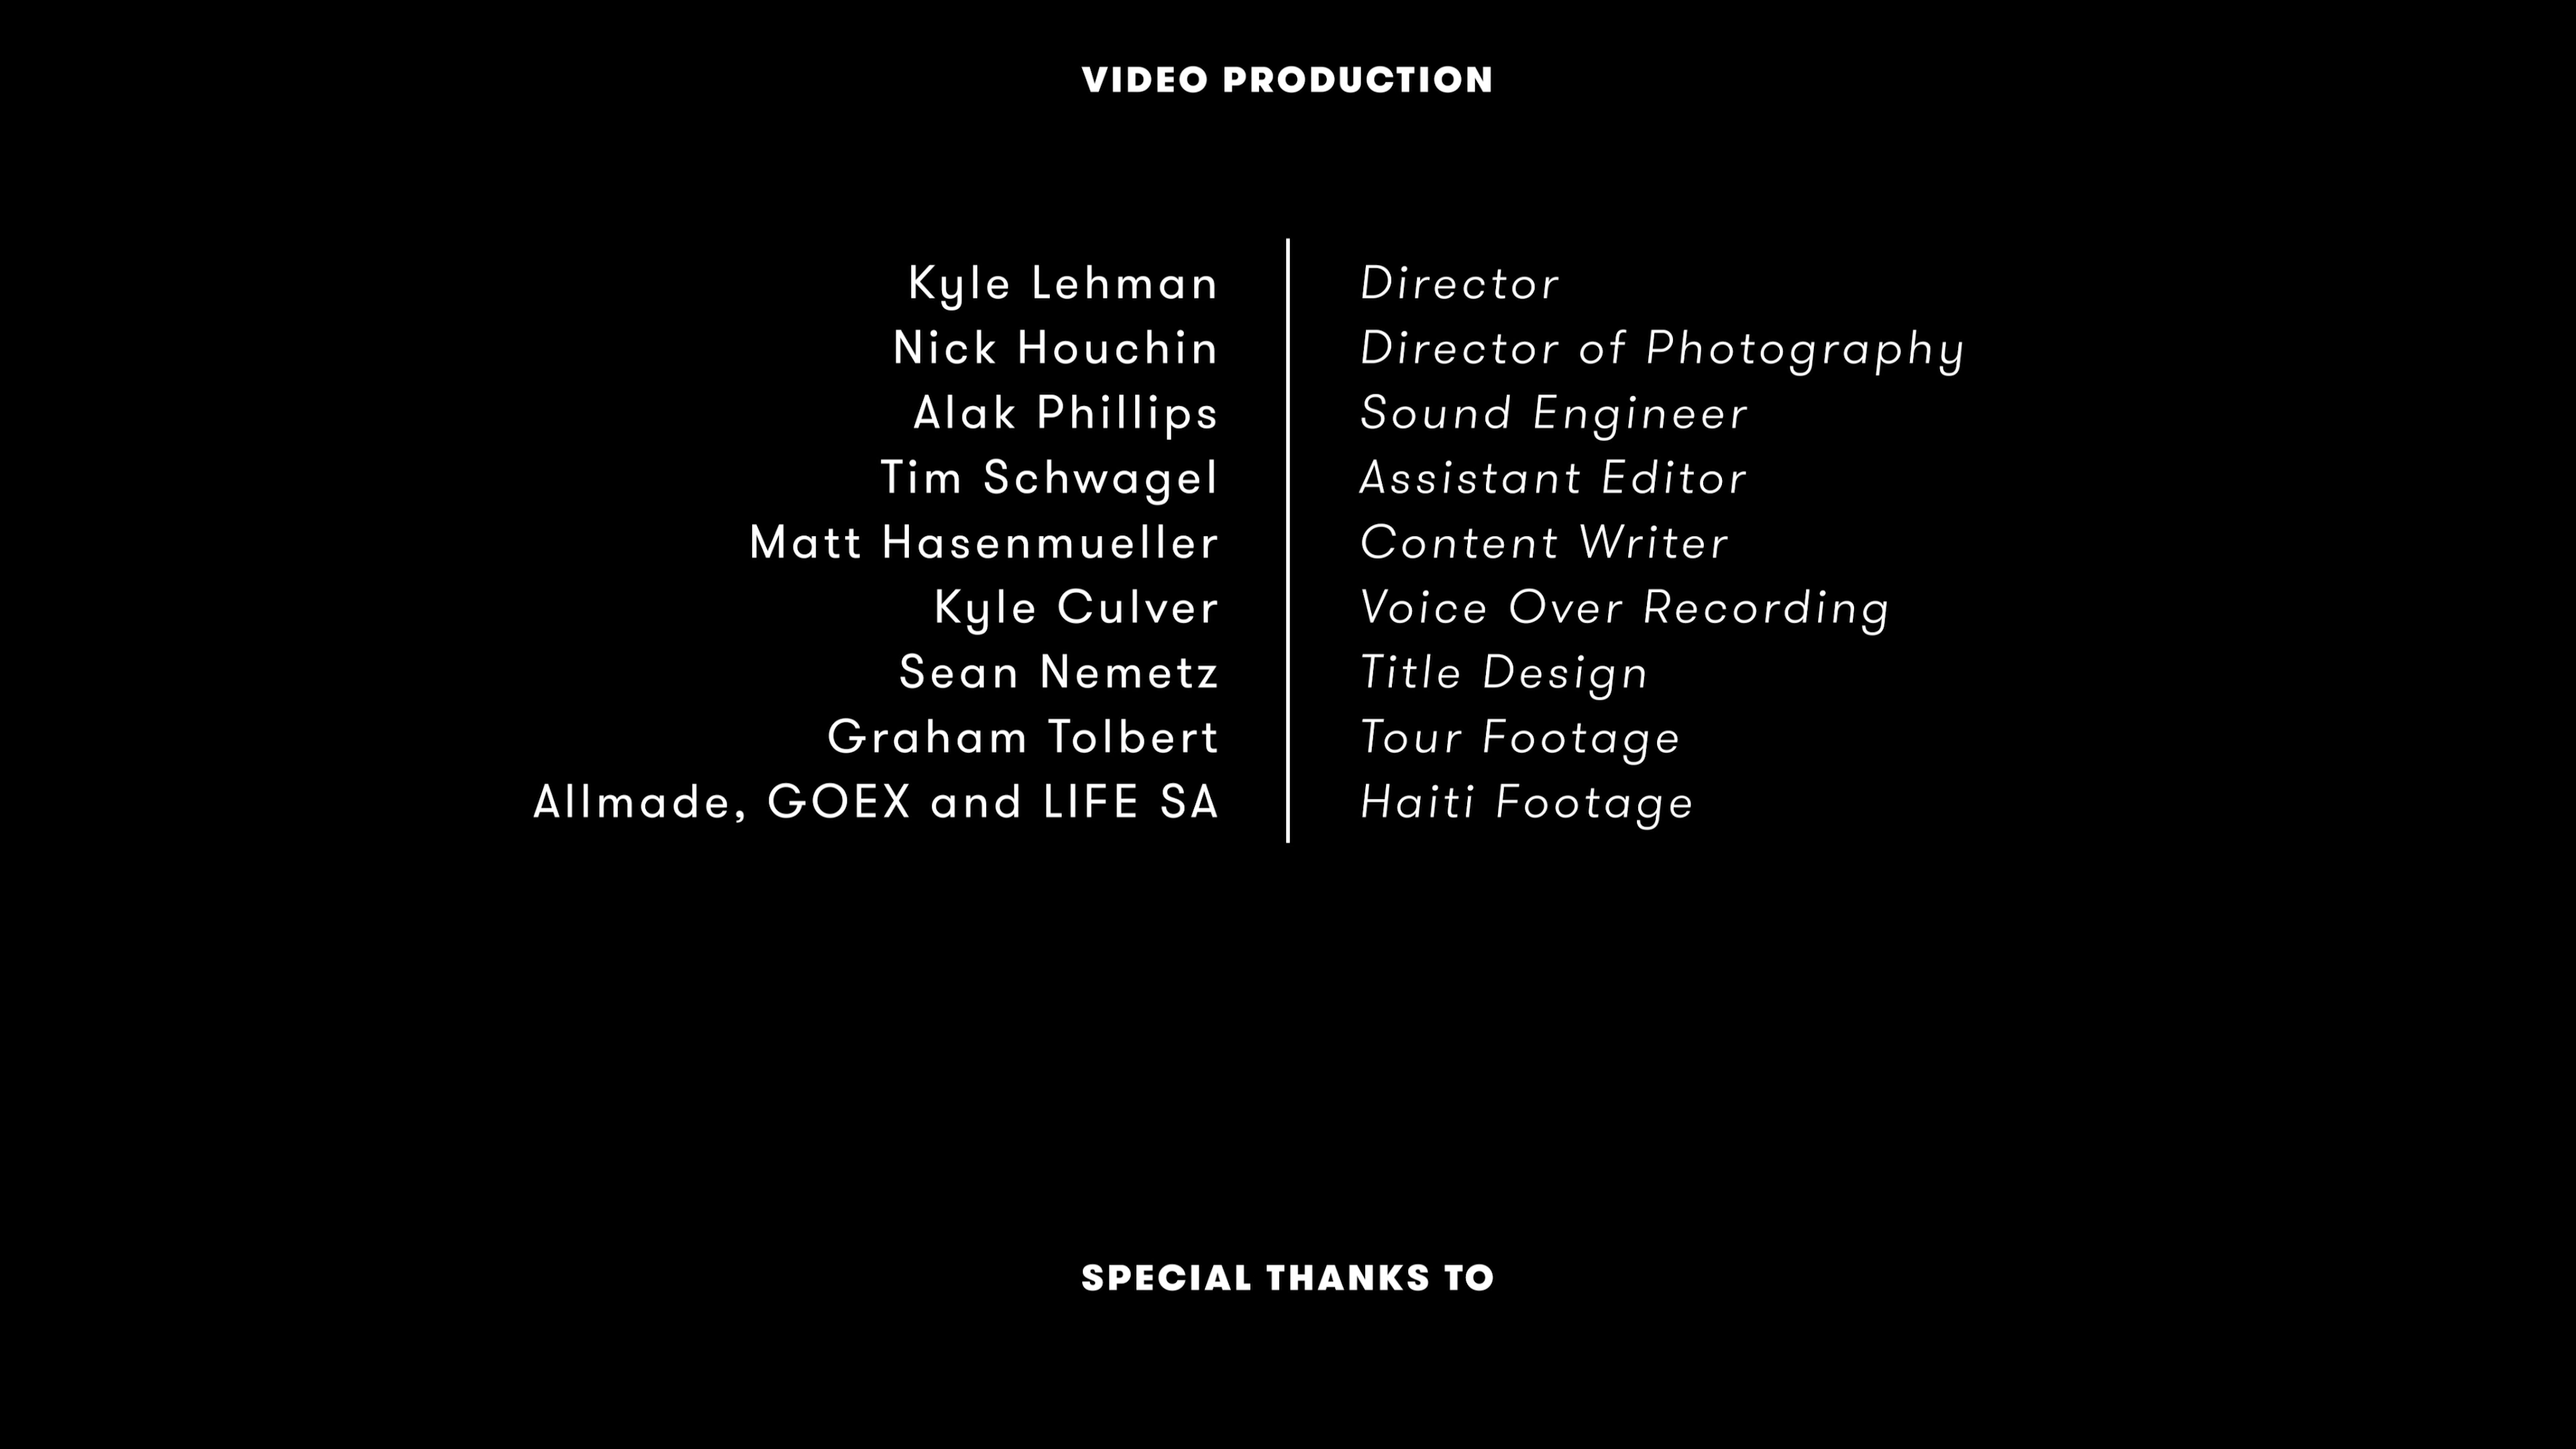 VIDEO PRODUCTION
Kyle Lehman Director
Nick Houchin Director of Photography
Alak Phillips Sound Engineer
Tim Schwagel Assistant Editor
Matt Hasenmueller Content Writer
Kyle Culver Voice Over Recording
Sean Nemetz Title Design
Graham Tolbert Tour Footage
Allmade, GOEX and LIFE SA Haiti Footage
SPECIAL THANKS TO